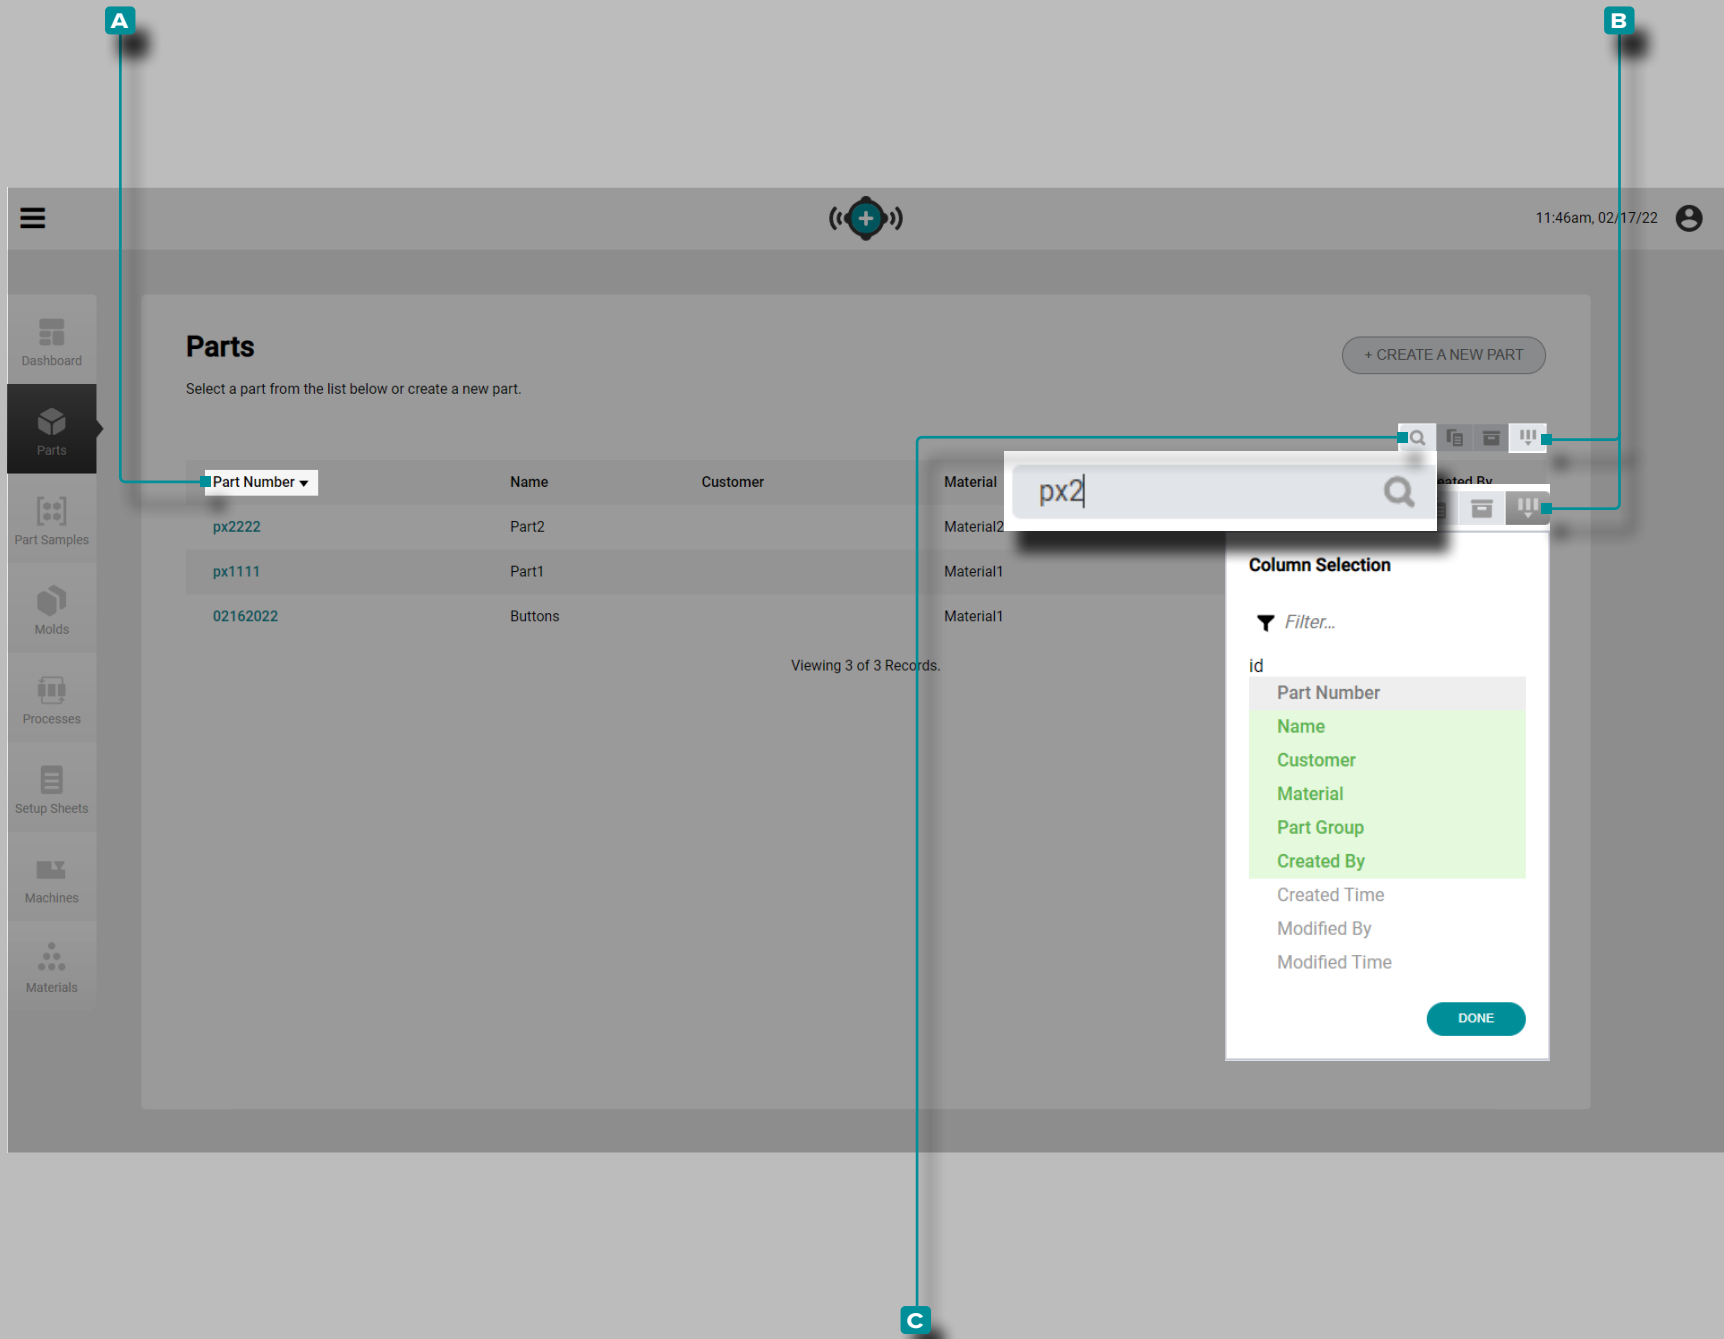 A
B
11:46am, 02/17/22
Dashboard
Parts
Part Samples
Molds
Processes
Setup Sheets
Machines
Materials
Parts
+ CREATE A NEW PART
Select a part from the list below or create a new part.
Part Number Name Customer Material
px2
px2222 Part2 Material2
px1111 Part1 Material1
02162022 Buttons Material1
Viewing 3 of 3 Records.
Column Selection
Filter...
id
Part Number
Name
Customer
Material
Part Group
Created By
Created Time
Modified By
Modified Time
DONE
C